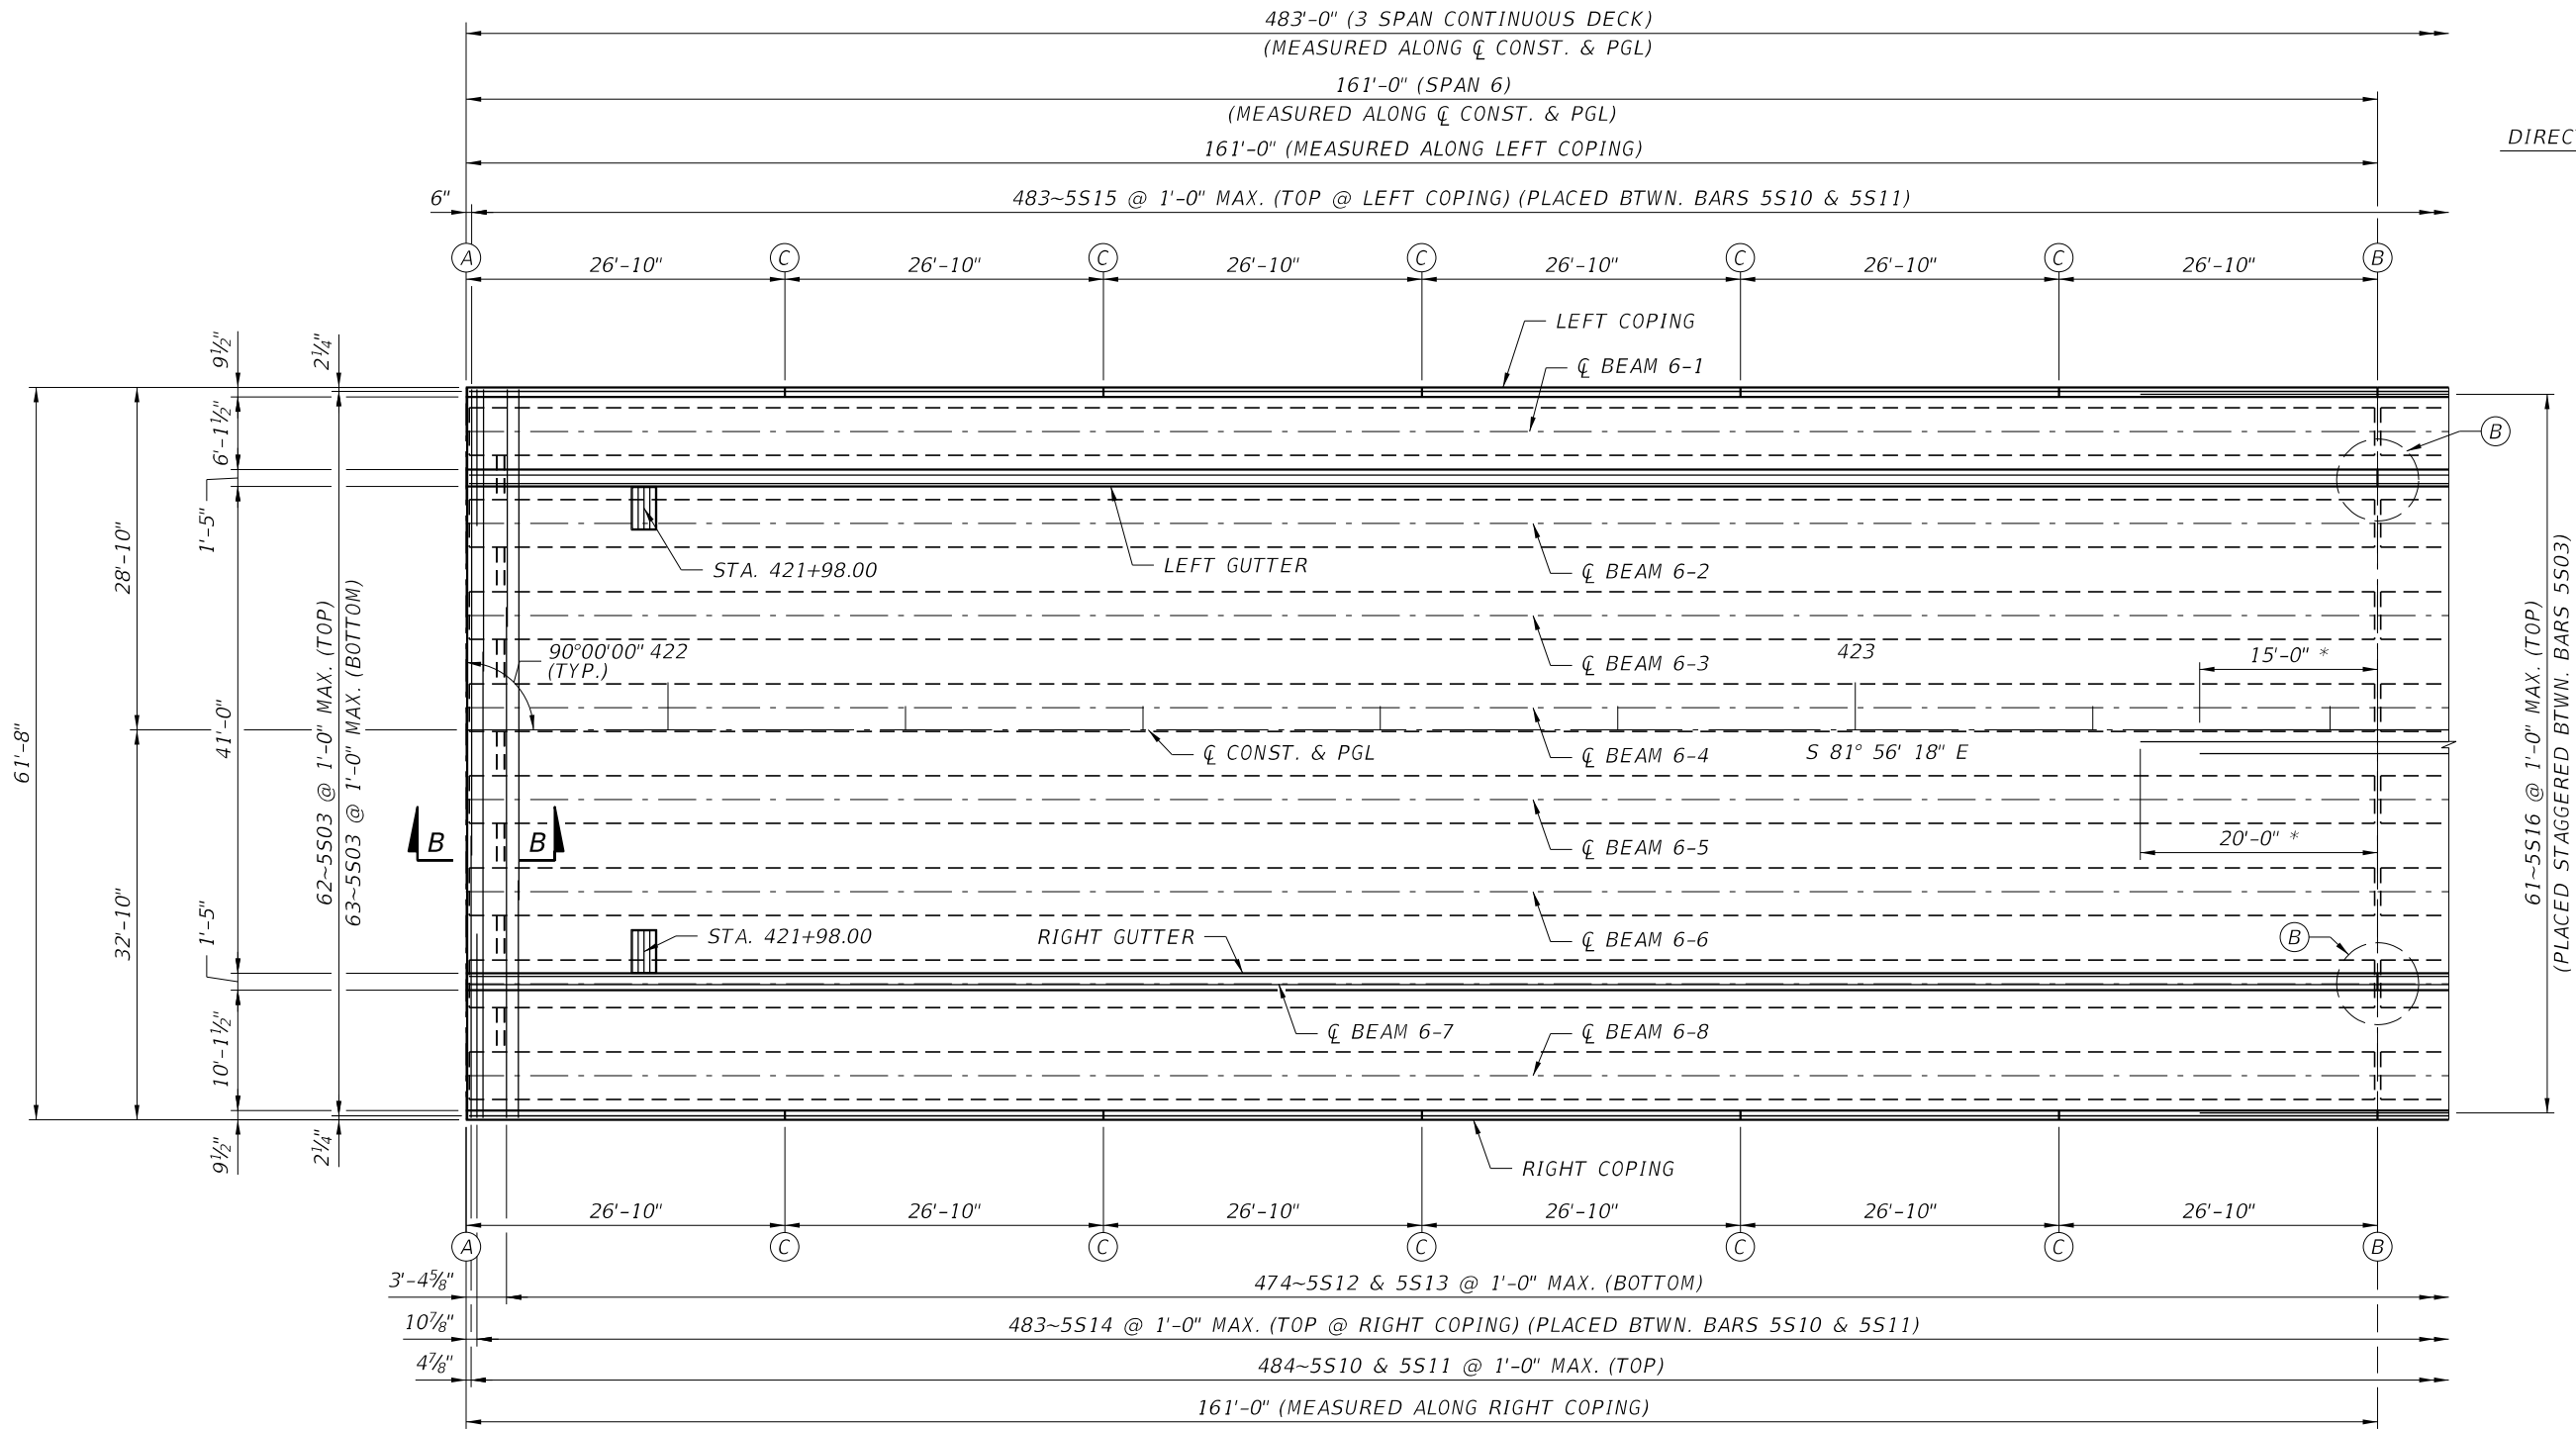 483'-0" (3 SPAN CONTINUOUS DECK)
(MEASURED ALONG ℄ CONST. & PGL)
161'-0" (SPAN 6)
(MEASURED ALONG ℄ CONST. & PGL)
DIREC
161'-0" (MEASURED ALONG LEFT COPING)
6"
483~5S15 @ 1'-0" MAX. (TOP @ LEFT COPING) (PLACED BTWN. BARS 5S10 & 5S11)
A C C C C C B
26'-10" 26'-10" 26'-10" 26'-10" 26'-10" 26'-10"
LEFT COPING
℄ BEAM 6-1
9½"
2¼"
6'-1½"
B
1'-5"
28'-10"
STA. 421+98.00
LEFT GUTTER
℄ BEAM 6-2
90°00'00" 422
(TYP.)
℄ BEAM 6-3
423
15'-0" *
61'-8"
41'-0"
62~5S03 @ 1'-0" MAX. (TOP)
63~5S03 @ 1'-0" MAX. (BOTTOM)
℄ CONST. & PGL
℄ BEAM 6-4
S 81° 56' 18" E
61~5S16 @ 1'-0" MAX. (TOP)
(PLACED STAGGERED BTWN. BARS 5S03)
B B
℄ BEAM 6-5
20'-0" *
32'-10"
1'-5"
STA. 421+98.00
RIGHT GUTTER
℄ BEAM 6-6
B
10'-1½"
℄ BEAM 6-7
℄ BEAM 6-8
9½"
2¼"
RIGHT COPING
26'-10" 26'-10" 26'-10" 26'-10" 26'-10" 26'-10"
A C C C C C B
3'-4⅝"
474~5S12 & 5S13 @ 1'-0" MAX. (BOTTOM)
10⅞"
483~5S14 @ 1'-0" MAX. (TOP @ RIGHT COPING) (PLACED BTWN. BARS 5S10 & 5S11)
4⅞"
484~5S10 & 5S11 @ 1'-0" MAX. (TOP)
161'-0" (MEASURED ALONG RIGHT COPING)